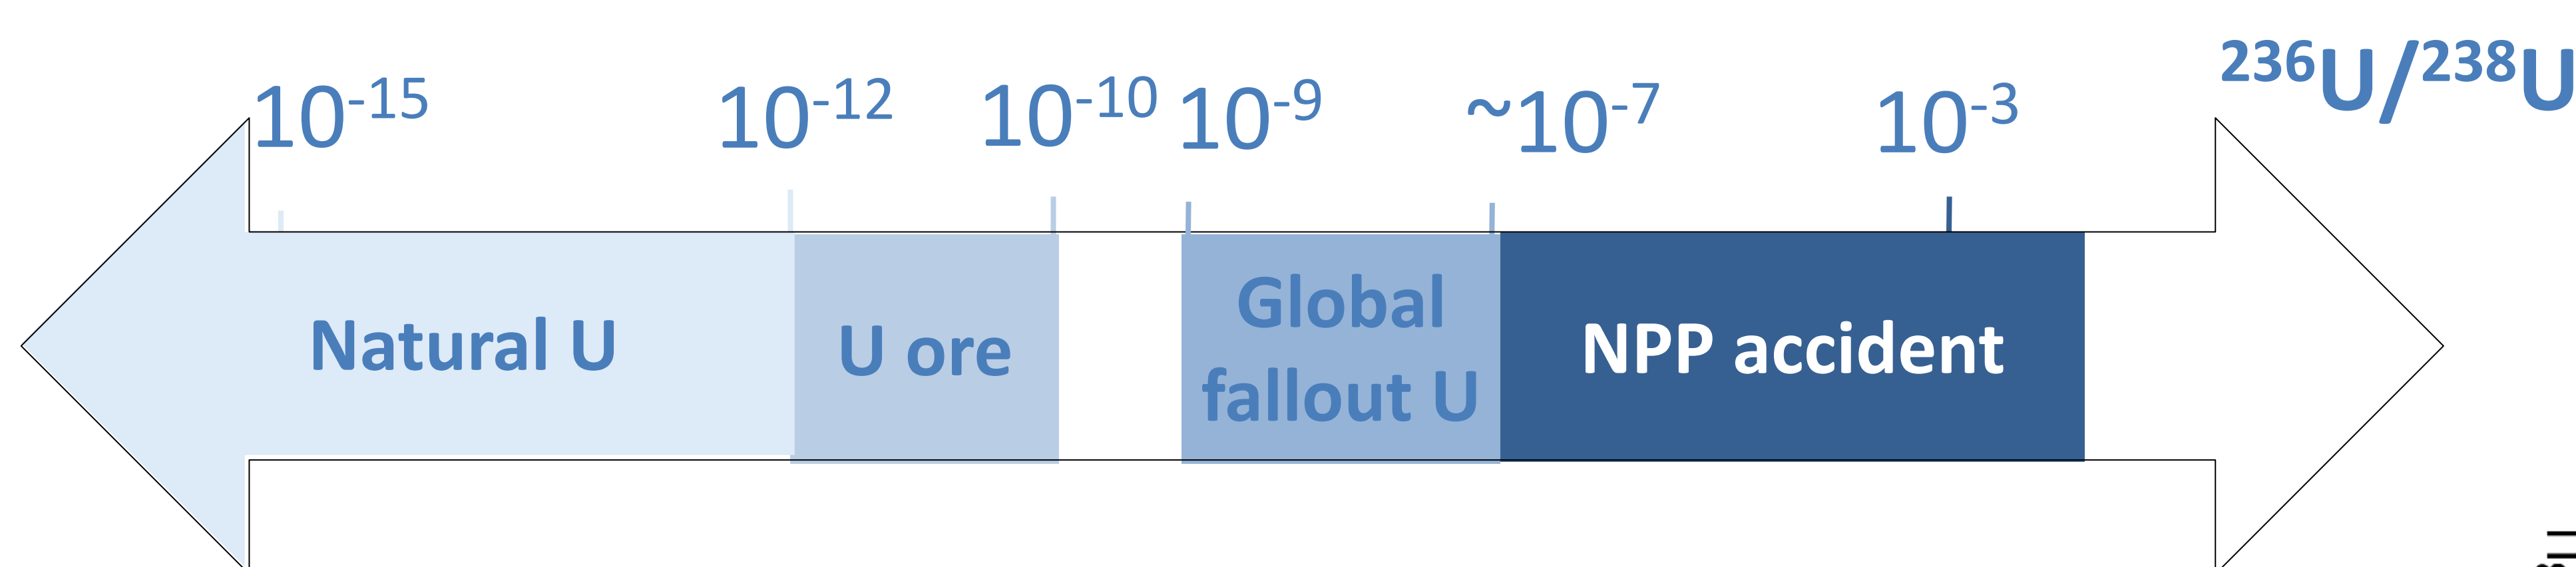 10⁻¹⁵ 10⁻¹² 10⁻¹⁰ 10⁻⁹ ~10⁻⁷ 10⁻³ ²³⁶U/²³⁸U
Natural U
U ore
Global
fallout U
NPP accident